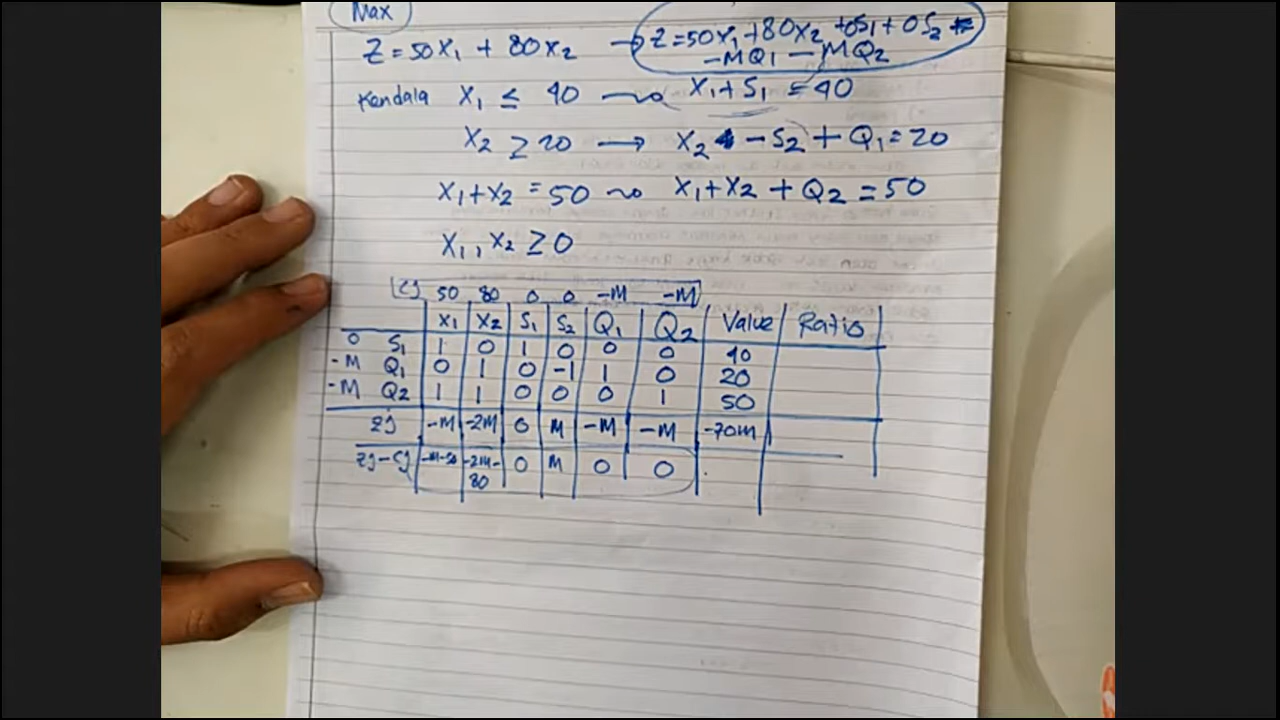 Max
Z = 50X₁ + 80X₂ → Z = 50X₁ + 80X₂ + 0S₁ + 0S₂
- MQ1 - MQ2
Kendala X₁ ≤ 40 → X₁ + S₁ = 40
X₂ ≥ 20 → X₂ - S₂ + Q₁ = 20
X₁ + X₂ = 50 → X₁ + X₂ + Q₂ = 50
X₁, X₂ ≥ 0
Cj 50 80 0 0 -M -M
X₁ X₂ S₁ S₂ Q₁ Q₂ Value Ratio
0 S₁ 1 0 1 0 0 0 40
-M Q₁ 0 1 0 -1 1 0 20
-M Q₂ 1 1 0 0 0 1 50
Zj -M -2M 0 M -M -M -70M
Zj-Cj -M-50 -2M-80 0 M 0 0